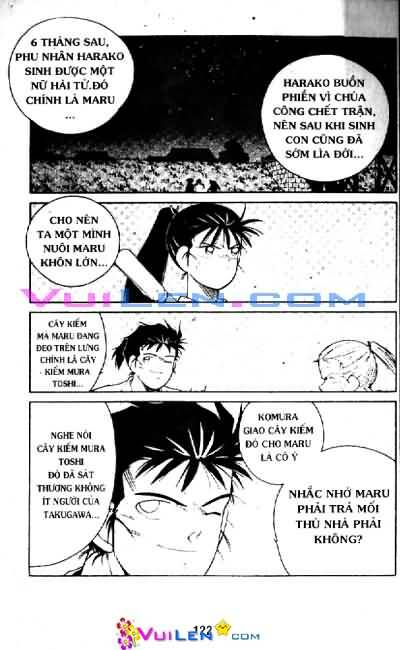 6 THÁNG SAU,
PHU NHÂN HARAKO
SINH ĐƯỢC MỘT
NỮ HÀI TỬ.ĐÓ
CHÍNH LÀ MARU
...
HARAKO BUỒN
PHIỀN VÌ CHÚA
CÔNG CHẾT TRẬN,
NÊN SAU KHI SINH
CON CŨNG ĐÃ
SỚM LÌA ĐỜI...
CHO NÊN
TA MỘT MÌNH
NUÔI MARU
KHÔN LỚN...
VUILEN.COM
CÂY KIẾM
MÀ MARU ĐANG
ĐEO TRÊN LƯNG
CHÍNH LÀ CÂY
KIẾM MURA
TOSHI...
KOMURA
GIAO CÂY KIẾM
ĐÓ CHO MARU
LÀ CÓ Ý
NGHE NÓI
CÂY KIẾM MURA
TOSHI
ĐÓ ĐÃ SÁT
THƯƠNG KHÔNG
ÍT NGƯỜI CỦA
TAKUGAWA...
NHẮC NHỞ MARU
PHẢI TRẢ MỐI
THÙ NHÀ PHẢI
KHÔNG?
122
VUILEN.COM